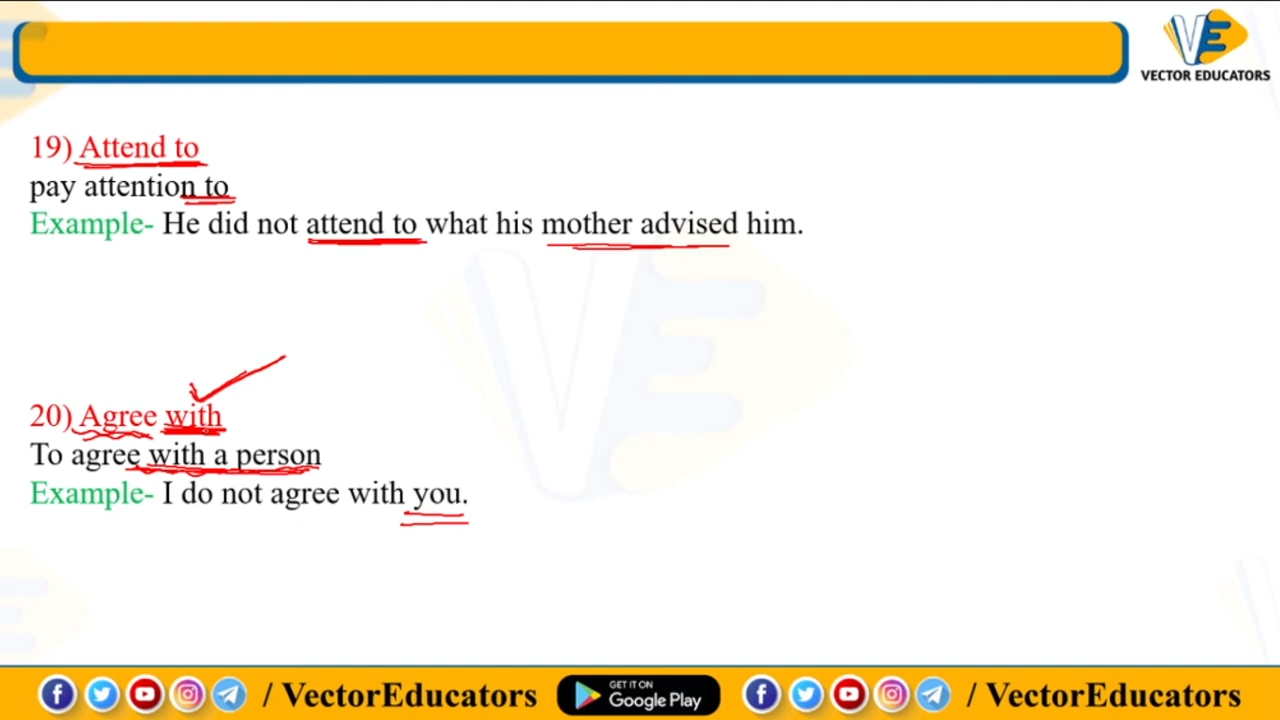 VE
VECTOR EDUCATORS
19) Attend to
pay attention to
Example- He did not attend to what his mother advised him.
20) Agree with
To agree with a person
Example- I do not agree with you.
/ VectorEducators
GET IT ON
Google Play
/ VectorEducators